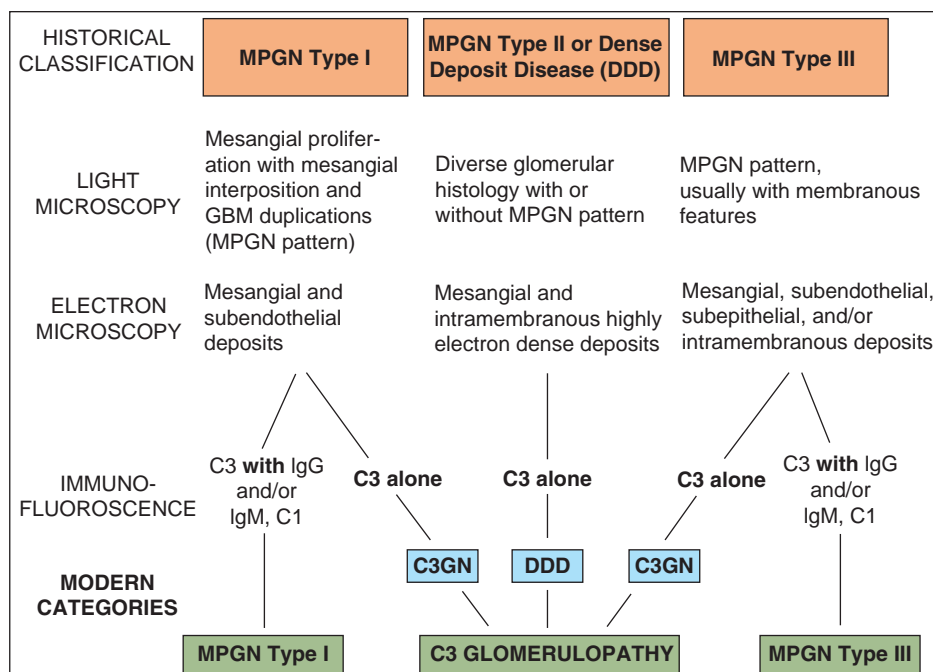 HISTORICAL
CLASSIFICATION
MPGN Type I
MPGN Type II or Dense
Deposit Disease (DDD)
MPGN Type III
LIGHT
MICROSCOPY
Mesangial prolifer-
ation with mesangial
interposition and
GBM duplications
(MPGN pattern)
Diverse glomerular
histology with or
without MPGN pattern
MPGN pattern,
usually with membranous
features
ELECTRON
MICROSCOPY
Mesangial and
subendothelial
deposits
Mesangial and
intramembranous highly
electron dense deposits
Mesangial, subendothelial,
subepithelial, and/or
intramembranous deposits
IMMUNO-
FLUOROSCENCE
C3 with IgG
and/or
IgM, C1
C3 alone
C3 alone
C3 alone
C3 with IgG
and/or
IgM, C1
MODERN
CATEGORIES
C3GN
DDD
C3GN
MPGN Type I
C3 GLOMERULOPATHY
MPGN Type III